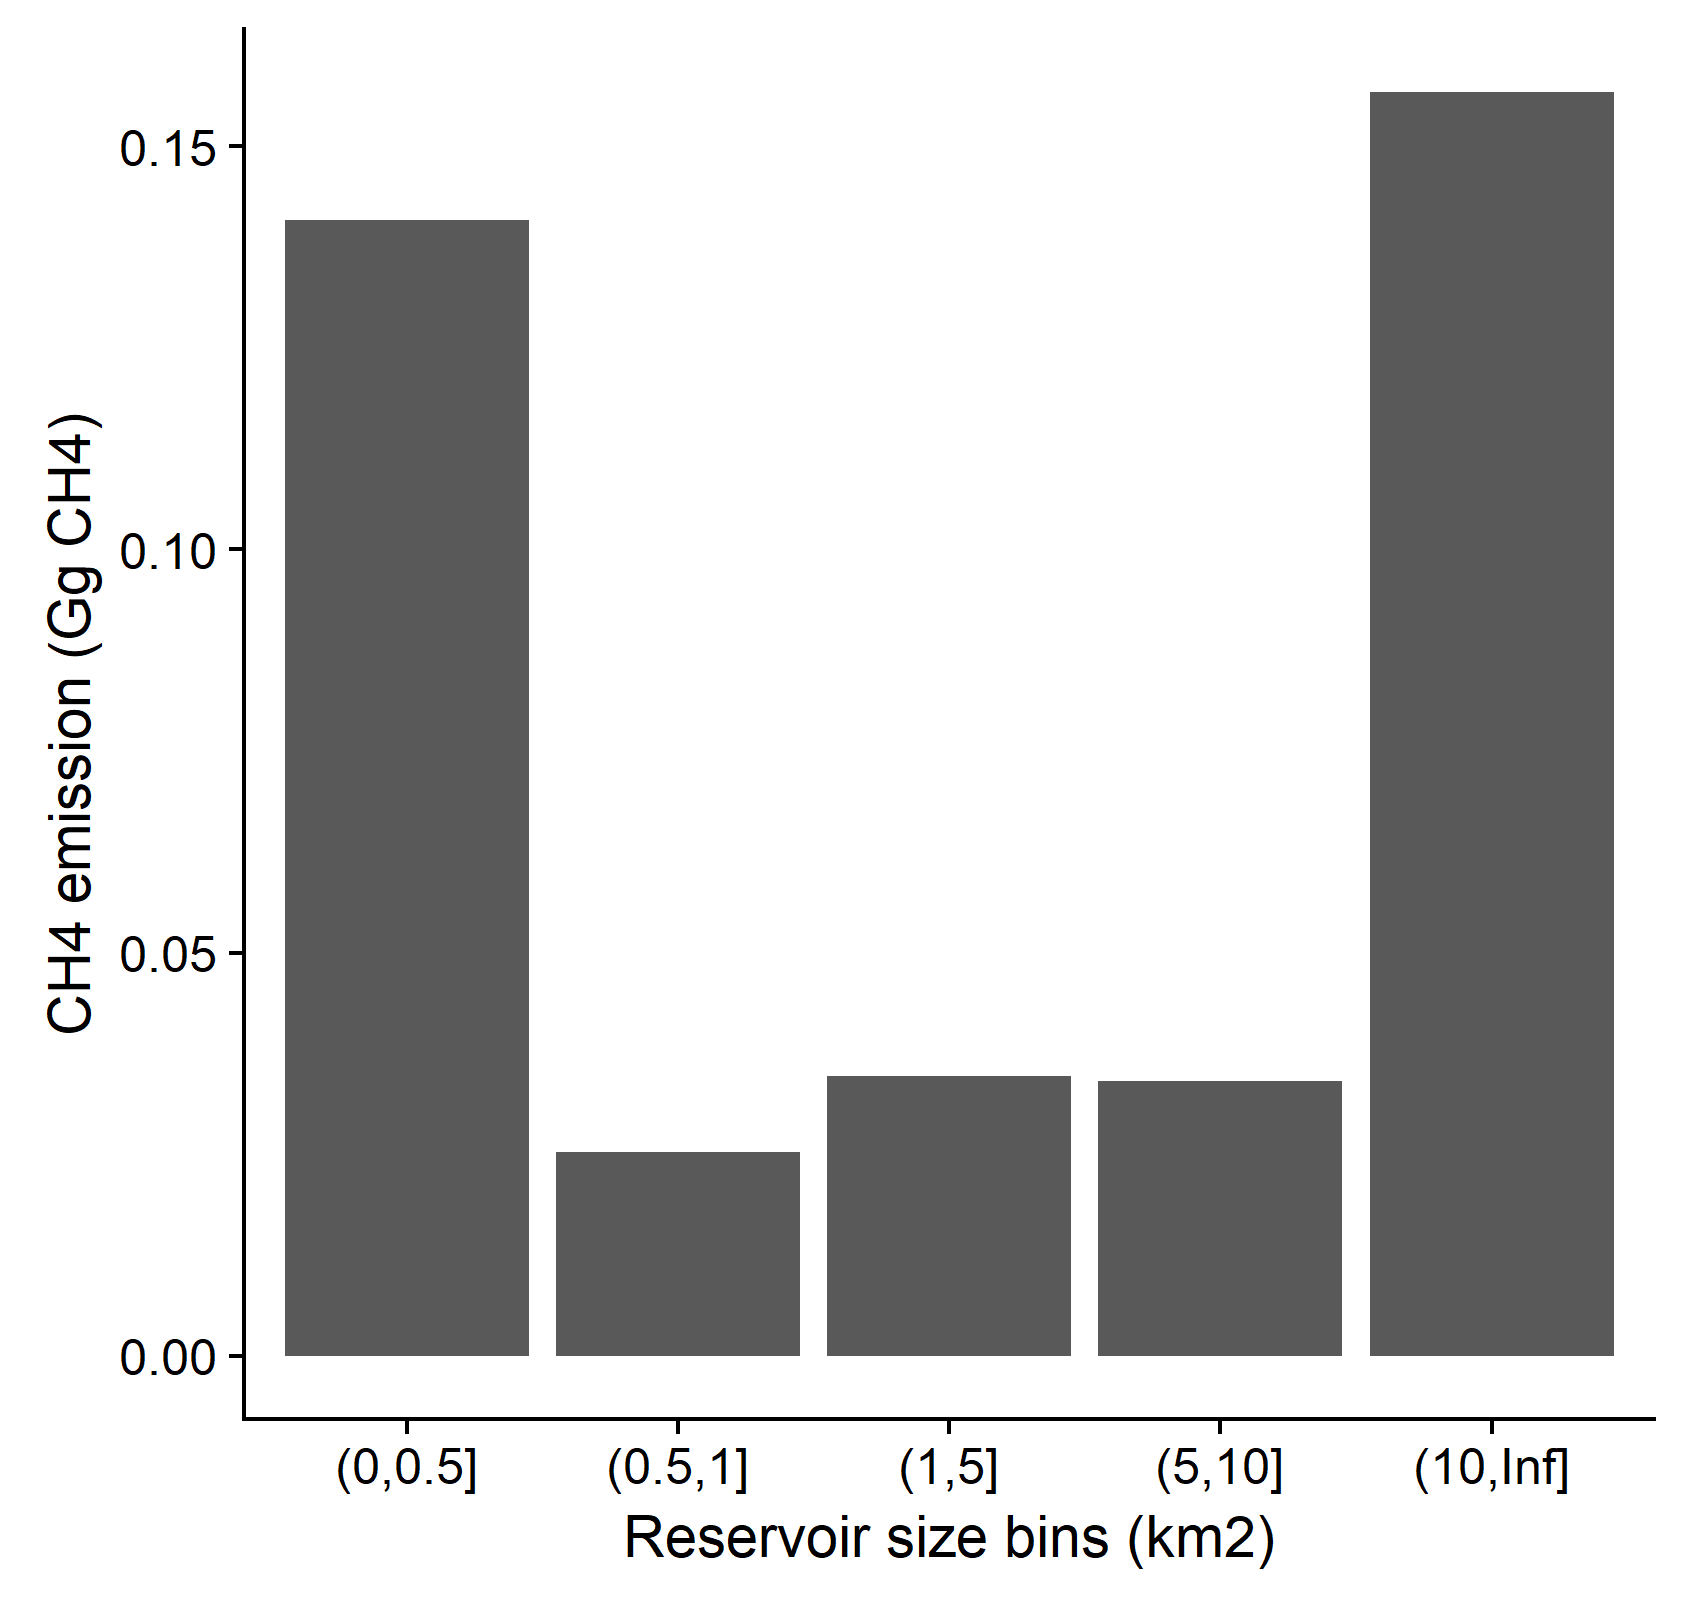 CH4 emission (Gg CH4)
0.15
0.10
0.05
0.00
(0,0.5]
(0.5,1]
(1,5]
(5,10]
(10,Inf]
Reservoir size bins (km2)